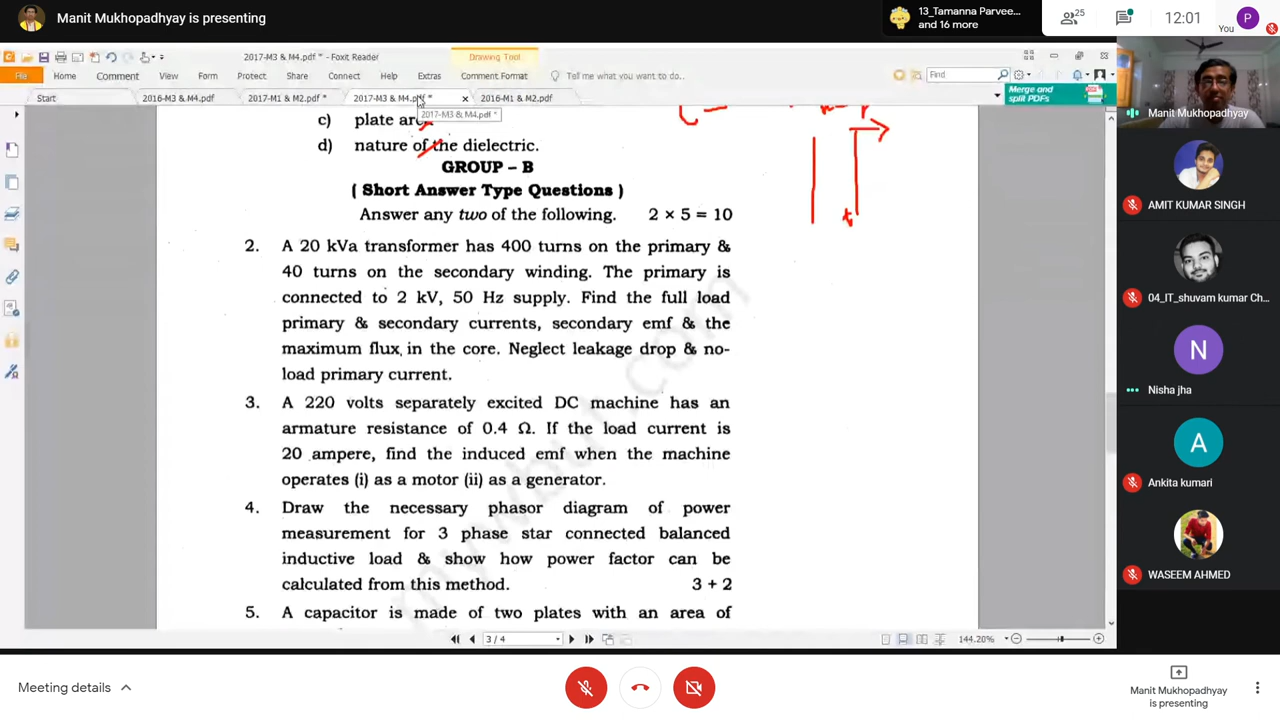 Manit Mukhopadhyay is presenting
13_Tamanna Parvee...
and 16 more
25
12:01
You
P
2017-M3 & M4.pdf * - Foxit Reader
Drawing Tool
File
Home
Comment
View
Form
Protect
Share
Connect
Help
Extras
Comment Format
Tell me what you want to do..
Find
Start
2016-M3 & M4.pdf
2017-M1 & M2.pdf *
2017-M3 & M4.pdf *
2016-M1 & M2.pdf
Merge and
split PDFs
2017-M3 & M4.pdf *
c) plate area
d) nature of the dielectric.
GROUP – B
( Short Answer Type Questions )
Answer any two of the following. 2 × 5 = 10
2. A 20 kVa transformer has 400 turns on the primary &
40 turns on the secondary winding. The primary is
connected to 2 kV, 50 Hz supply. Find the full load
primary & secondary currents, secondary emf & the
maximum flux in the core. Neglect leakage drop & no-
load primary current.
3. A 220 volts separately excited DC machine has an
armature resistance of 0.4 Ω. If the load current is
20 ampere, find the induced emf when the machine
operates (i) as a motor (ii) as a generator.
4. Draw the necessary phasor diagram of power
measurement for 3 phase star connected balanced
inductive load & show how power factor can be
calculated from this method. 3 + 2
5. A capacitor is made of two plates with an area of
3 / 4
144.20%
Manit Mukhopadhyay
AMIT KUMAR SINGH
04_IT_shuvam kumar Ch...
N
Nisha jha
A
Ankita kumari
WASEEM AHMED
Meeting details
Manit Mukhopadhyay
is presenting